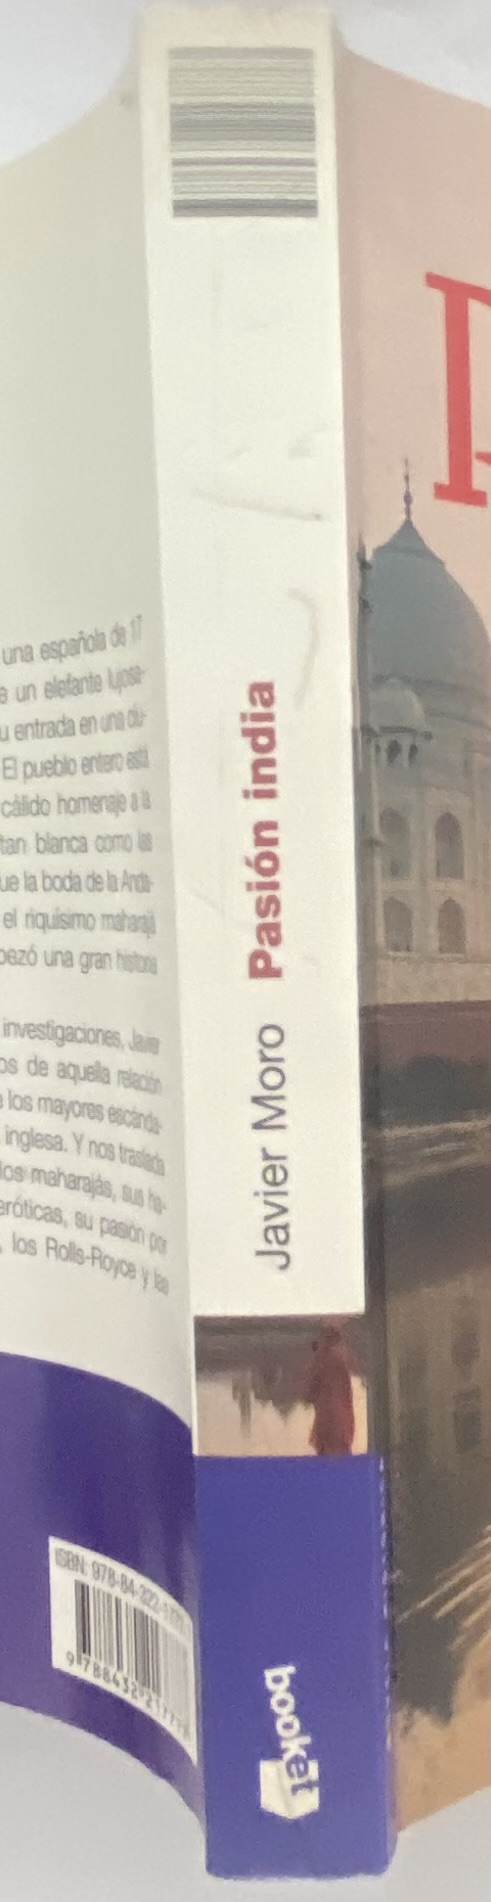 una española de 17
e un elefante lujosa-
u entrada en una ciu-
El pueblo entero está
cálido homenaje a la
tan blanca como las
ue la boda de la Anda-
el riquísimo maharajá
pezó una gran historia
investigaciones, Javier
os de aquella relación
los mayores escánda-
inglesa. Y nos traslada
los maharajás, sus ha-
eróticas, su pasión por
, los Rolls-Royce y las
ISBN: 978-84-322-
Javier Moro Pasión india
booket